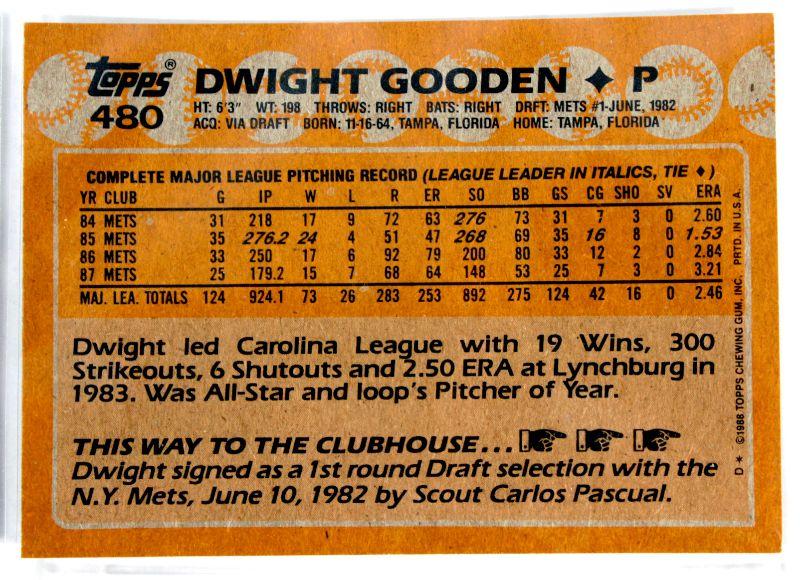 Topps® DWIGHT GOODEN ♦ P
480 HT: 6'3" WT: 198 THROWS: RIGHT BATS: RIGHT DRFT: METS #1-JUNE, 1982
ACQ: VIA DRAFT BORN: 11-16-64, TAMPA, FLORIDA HOME: TAMPA, FLORIDA
COMPLETE MAJOR LEAGUE PITCHING RECORD (LEAGUE LEADER IN ITALICS, TIE ♦)
YR CLUB G IP W L R ER SO BB GS CG SHO SV ERA
84 METS 31 218 17 9 72 63 276 73 31 7 3 0 2.60
85 METS 35 276.2 24 4 51 47 268 69 35 16 8 0 1.53
86 METS 33 250 17 6 92 79 200 80 33 12 2 0 2.84
87 METS 25 179.2 15 7 68 64 148 53 25 7 3 0 3.21
MAJ. LEA. TOTALS 124 924.1 73 26 283 253 892 275 124 42 16 0 2.46
Dwight led Carolina League with 19 Wins, 300
Strikeouts, 6 Shutouts and 2.50 ERA at Lynchburg in
1983. Was All-Star and loop's Pitcher of Year.
THIS WAY TO THE CLUBHOUSE...
Dwight signed as a 1st round Draft selection with the
N.Y. Mets, June 10, 1982 by Scout Carlos Pascual.
D * ©1988 TOPPS CHEWING GUM, INC. PRTD. IN U.S.A.